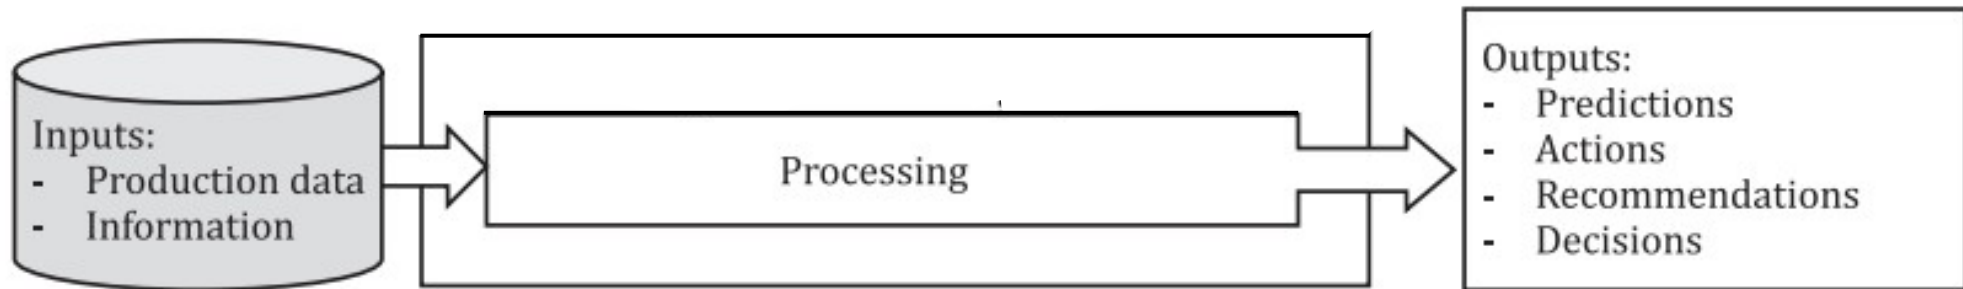 Inputs:
- Production data
- Information
Processing
Outputs:
- Predictions
- Actions
- Recommendations
- Decisions